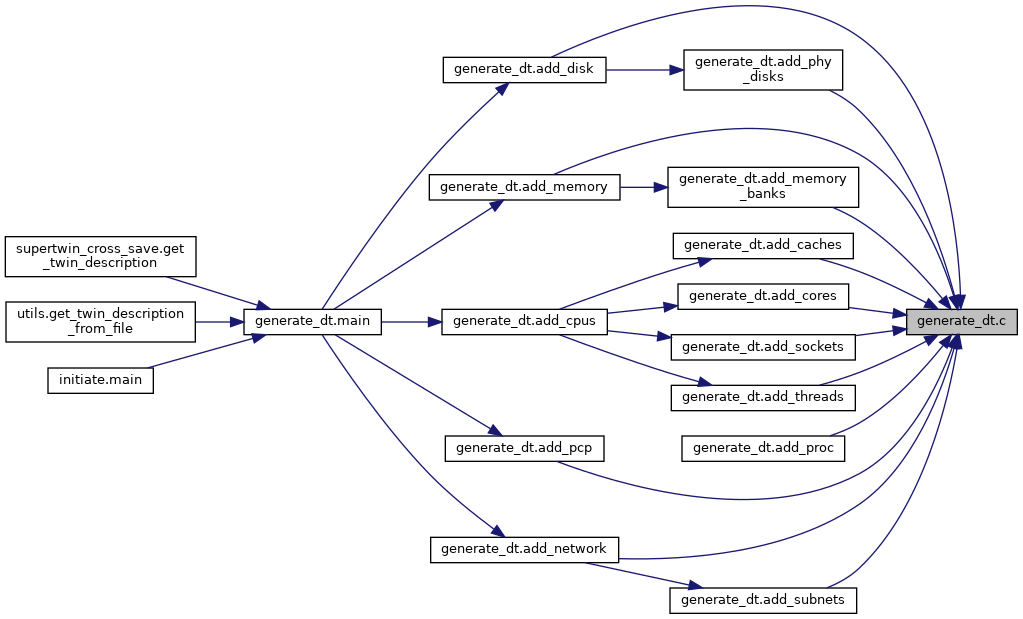 generate_dt.add_disk
generate_dt.add_phy
_disks
generate_dt.add_memory
generate_dt.add_memory
_banks
supertwin_cross_save.get
_twin_description
generate_dt.add_caches
generate_dt.add_cores
utils.get_twin_description
_from_file
generate_dt.main
generate_dt.add_cpus
generate_dt.c
generate_dt.add_sockets
initiate.main
generate_dt.add_threads
generate_dt.add_pcp
generate_dt.add_proc
generate_dt.add_network
generate_dt.add_subnets